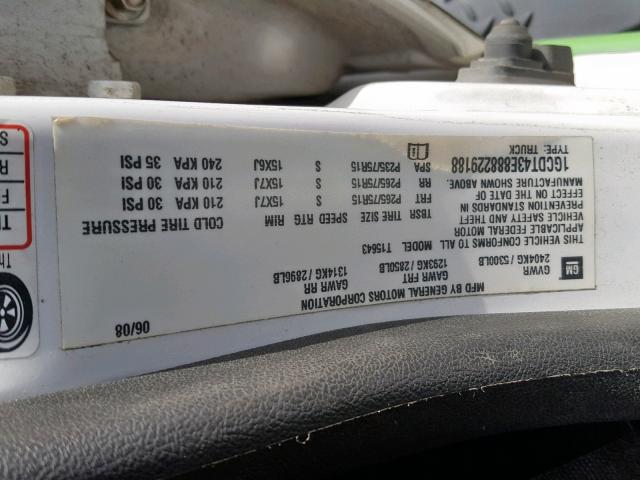 MFD BY GENERAL MOTORS CORPORATION
06/08
GM
GVWR
2404KG / 5300LB
GAWR FRT
1293KG / 2850LB
GAWR RR
1314KG / 2896LB
THIS VEHICLE CONFORMS TO ALL
APPLICABLE FEDERAL MOTOR
VEHICLE SAFETY AND THEFT
PREVENTION STANDARDS IN
EFFECT ON THE DATE OF
MANUFACTURE SHOWN ABOVE.
1GCDT43E888229188
TYPE: TRUCK
MODEL T15643
TBSR TIRE SIZE SPEED RTG RIM COLD TIRE PRESSURE
FRT P265/75R15 S 15X7J 210 KPA 30 PSI
RR P265/75R15 S 15X7J 210 KPA 30 PSI
SPA P235/75R15 S 15X6J 240 KPA 35 PSI